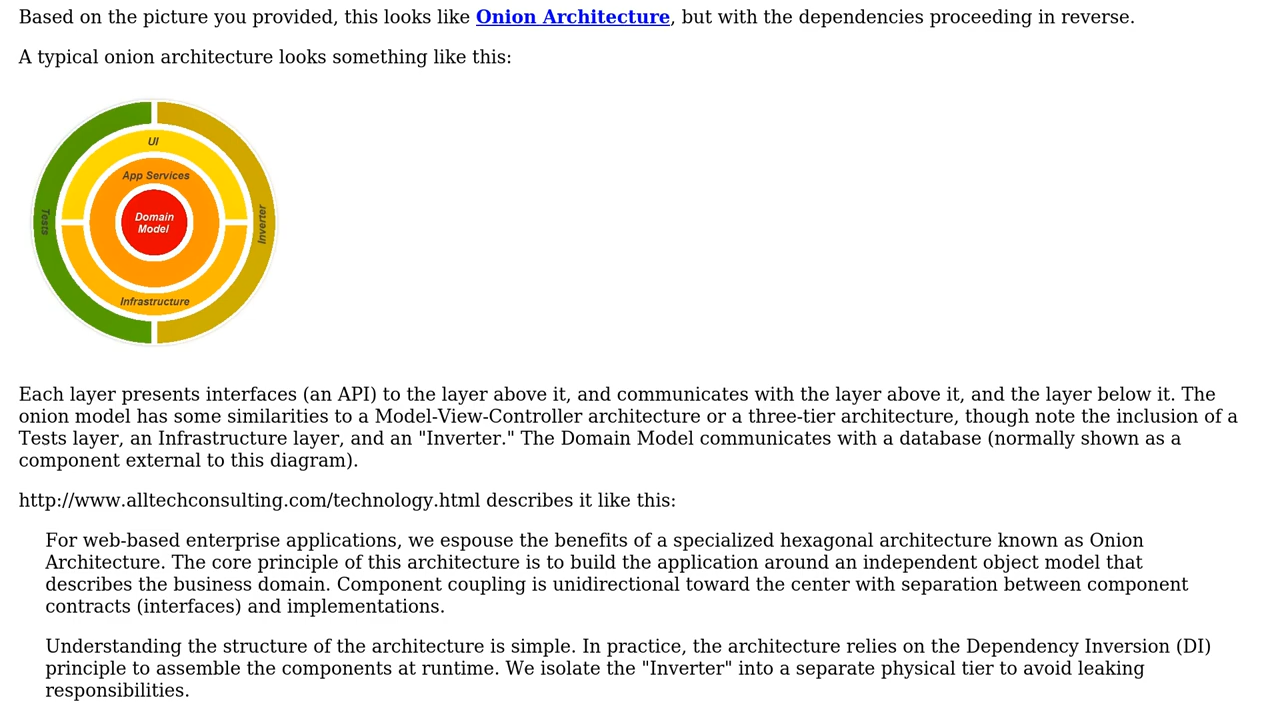 Based on the picture you provided, this looks like Onion Architecture, but with the dependencies proceeding in reverse.
A typical onion architecture looks something like this:
UI
App Services
Tests
Domain
Model
Inverter
Infrastructure
Each layer presents interfaces (an API) to the layer above it, and communicates with the layer above it, and the layer below it. The
onion model has some similarities to a Model-View-Controller architecture or a three-tier architecture, though note the inclusion of a
Tests layer, an Infrastructure layer, and an "Inverter." The Domain Model communicates with a database (normally shown as a
component external to this diagram).
http://www.alltechconsulting.com/technology.html describes it like this:
For web-based enterprise applications, we espouse the benefits of a specialized hexagonal architecture known as Onion
Architecture. The core principle of this architecture is to build the application around an independent object model that
describes the business domain. Component coupling is unidirectional toward the center with separation between component
contracts (interfaces) and implementations.
Understanding the structure of the architecture is simple. In practice, the architecture relies on the Dependency Inversion (DI)
principle to assemble the components at runtime. We isolate the "Inverter" into a separate physical tier to avoid leaking
responsibilities.